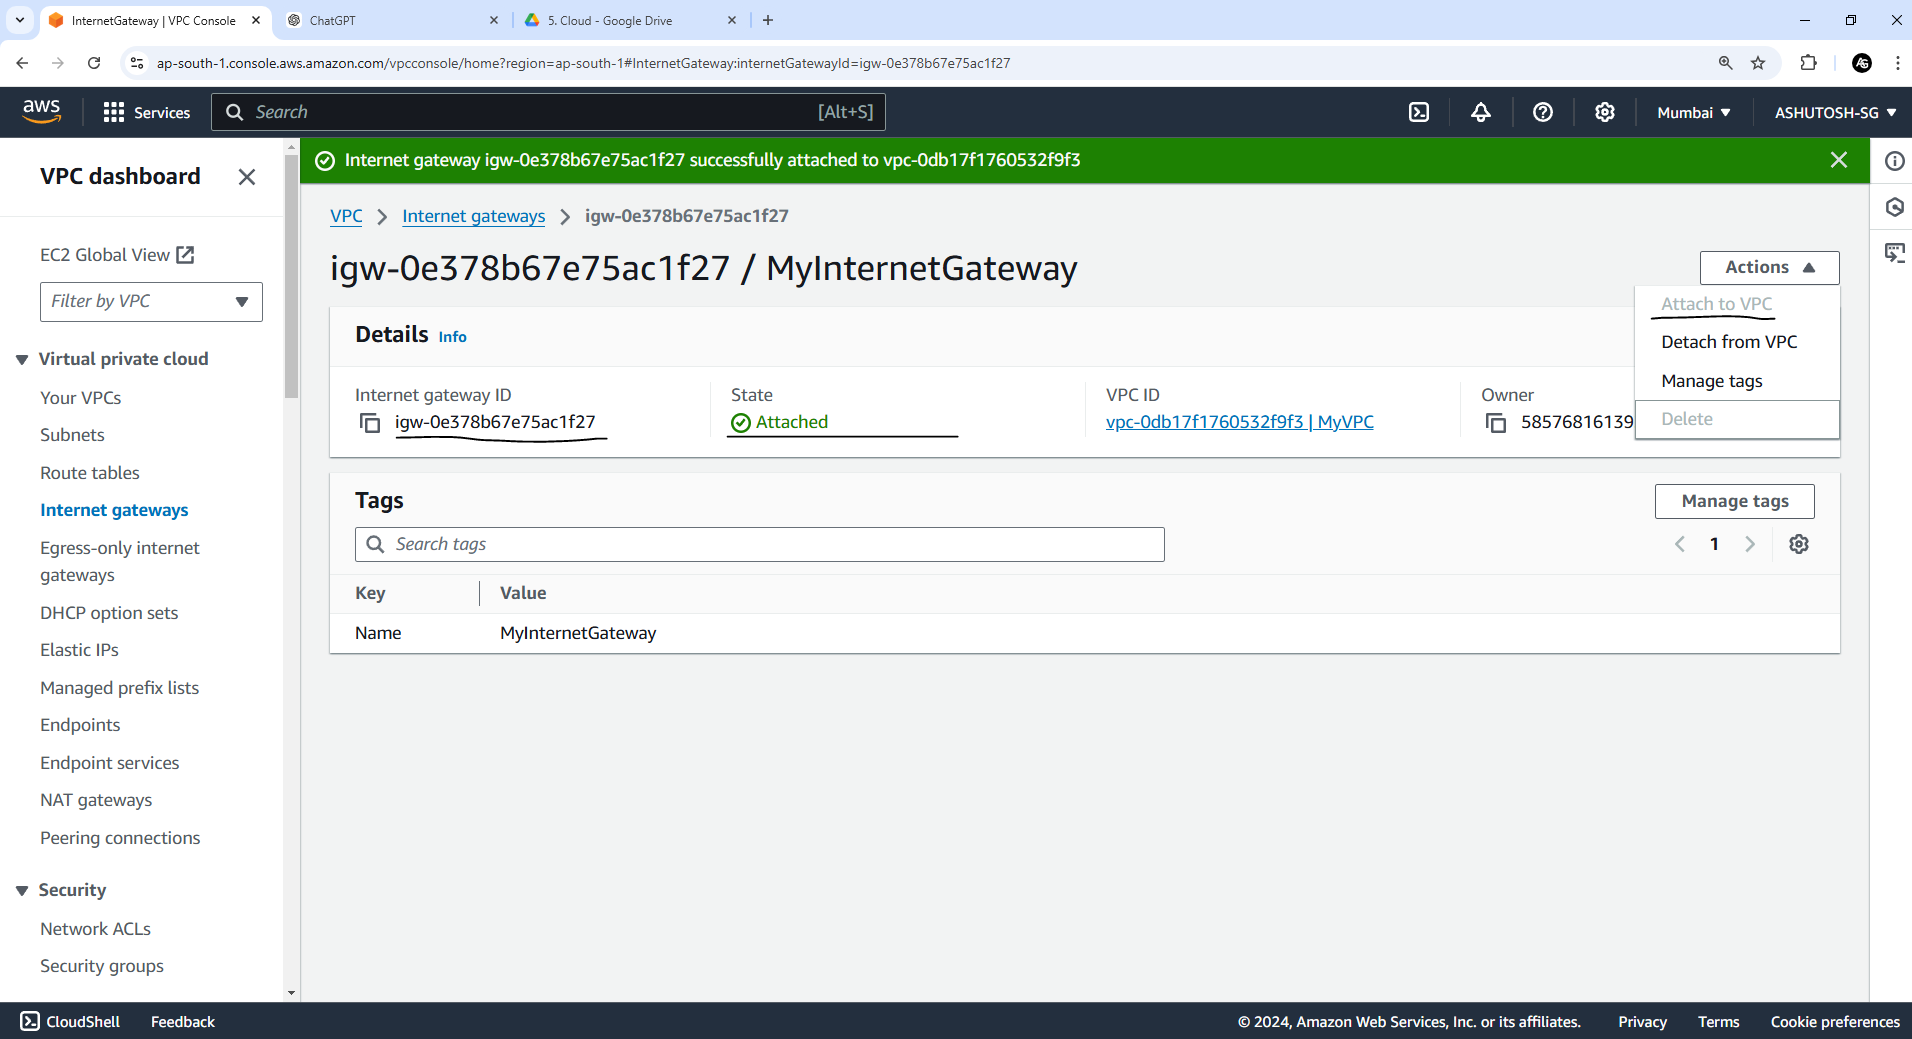 InternetGateway | VPC Console
ChatGPT
5. Cloud - Google Drive
ap-south-1.console.aws.amazon.com/vpcconsole/home?region=ap-south-1#InternetGateway:internetGatewayId=igw-0e378b67e75ac1f27
AG
aws
Services
Search
[Alt+S]
Mumbai
ASHUTOSH-SG
VPC dashboard
EC2 Global View
Filter by VPC
Virtual private cloud
Your VPCs
Subnets
Route tables
Internet gateways
Egress-only internet
gateways
DHCP option sets
Elastic IPs
Managed prefix lists
Endpoints
Endpoint services
NAT gateways
Peering connections
Security
Network ACLs
Security groups
Internet gateway igw-0e378b67e75ac1f27 successfully attached to vpc-0db17f1760532f9f3
VPC > Internet gateways > igw-0e378b67e75ac1f27
igw-0e378b67e75ac1f27 / MyInternetGateway
Actions
Attach to VPC
Detach from VPC
Manage tags
Delete
Details Info
Internet gateway ID
igw-0e378b67e75ac1f27
State
Attached
VPC ID
vpc-0db17f1760532f9f3 | MyVPC
Owner
58576816139
Tags
Manage tags
Search tags
1
Key
Value
Name
MyInternetGateway
CloudShell
Feedback
© 2024, Amazon Web Services, Inc. or its affiliates.
Privacy
Terms
Cookie preferences